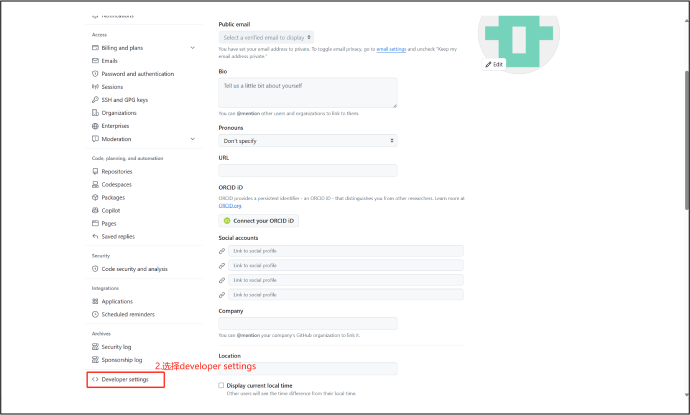 Notifications
Access
Billing and plans
Emails
Password and authentication
Sessions
SSH and GPG keys
Organizations
Enterprises
Moderation
Code, planning, and automation
Repositories
Codespaces
Packages
Copilot
Pages
Saved replies
Security
Code security and analysis
Integrations
Applications
Scheduled reminders
Archives
Security log
Sponsorship log
Developer settings
2.选择developer settings
Public email
Select a verified email to display
You have set your email address to private. To toggle email privacy, go to email settings and uncheck "Keep my
email address private."
Bio
Tell us a little bit about yourself
You can @mention other users and organizations to link to them.
Pronouns
Don't specify
URL
ORCID iD
ORCID provides a persistent identifier - an ORCID iD - that distinguishes you from other researchers. Learn more at
ORCID.org
Connect your ORCID iD
Social accounts
Link to social profile
Link to social profile
Link to social profile
Link to social profile
Company
You can @mention your company's GitHub organization to link it.
Location
Display current local time
Other users will see the time difference from their local time.
Edit